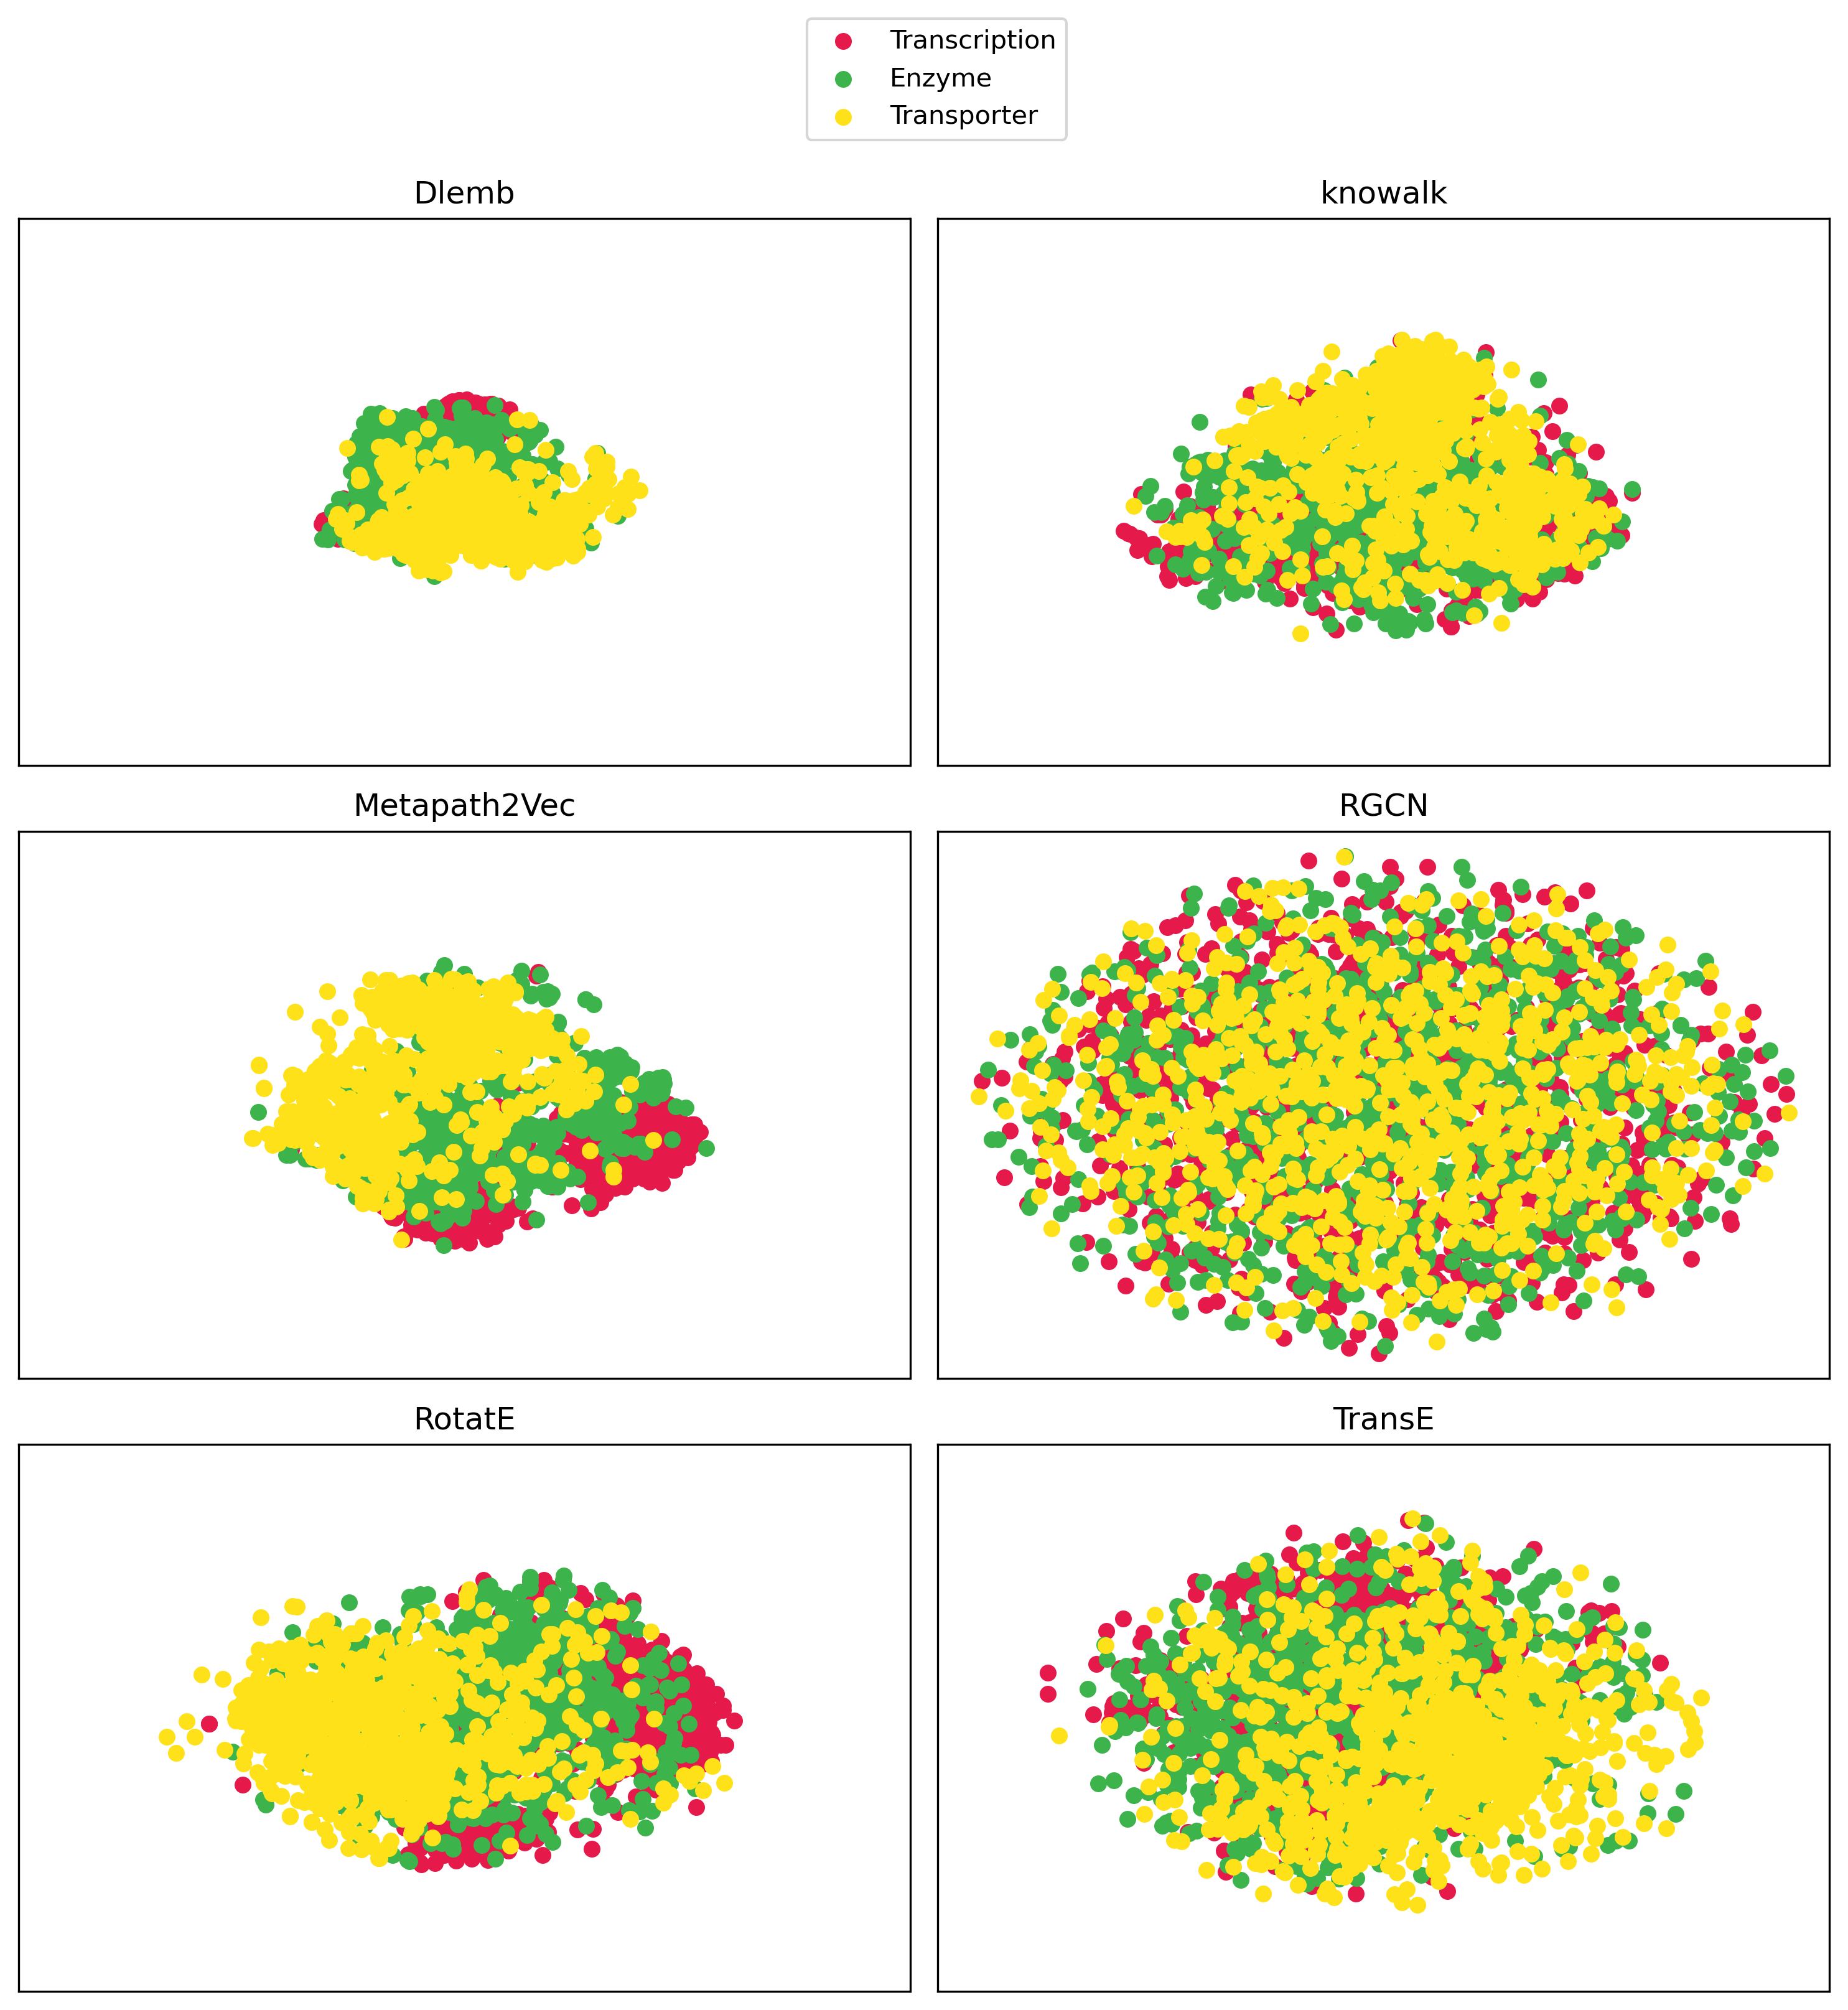 Transcription
Enzyme
Transporter
Dlemb
knowalk
Metapath2Vec
RGCN
RotatE
TransE